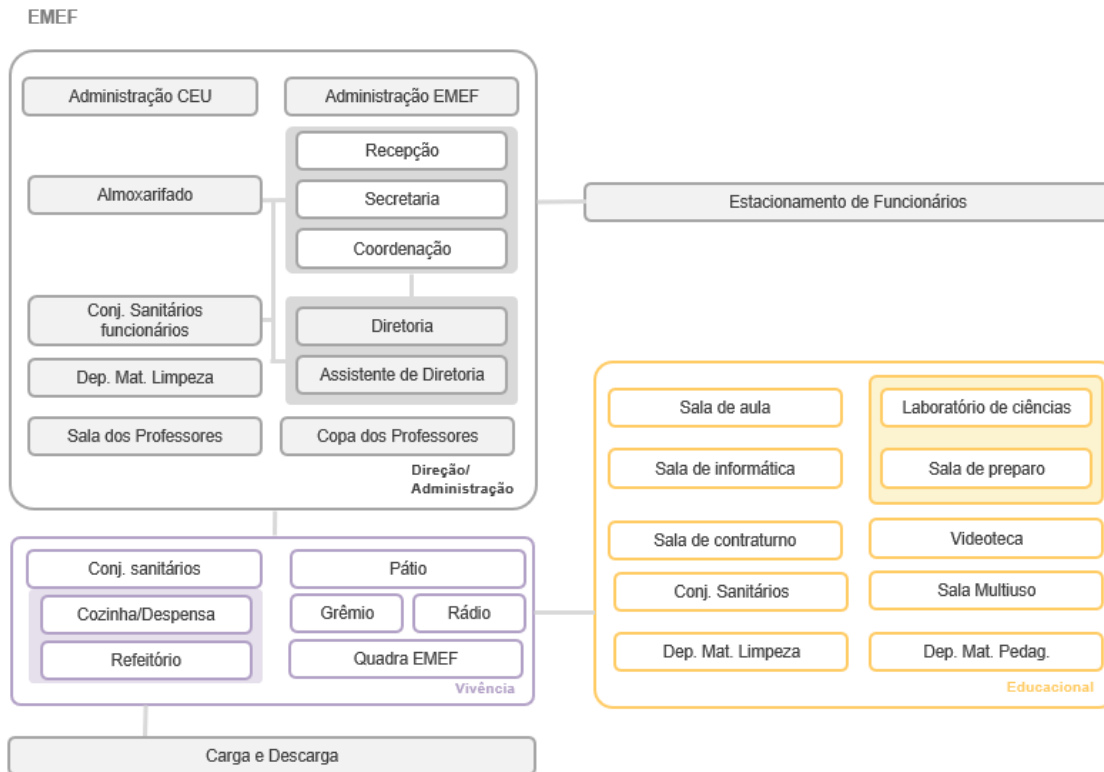 EMEF
Administração CEU
Administração EMEF
Recepção
Almoxarifado
Secretaria
Estacionamento de Funcionários
Coordenação
Conj. Sanitários
funcionários
Diretoria
Dep. Mat. Limpeza
Assistente de Diretoria
Sala dos Professores
Copa dos Professores
Direção/
Administração
Sala de aula
Laboratório de ciências
Sala de informática
Sala de preparo
Sala de contraturno
Videoteca
Conj. Sanitários
Sala Multiuso
Dep. Mat. Limpeza
Dep. Mat. Pedag.
Educacional
Conj. sanitários
Pátio
Cozinha/Despensa
Grêmio
Rádio
Refeitório
Quadra EMEF
Vivência
Carga e Descarga